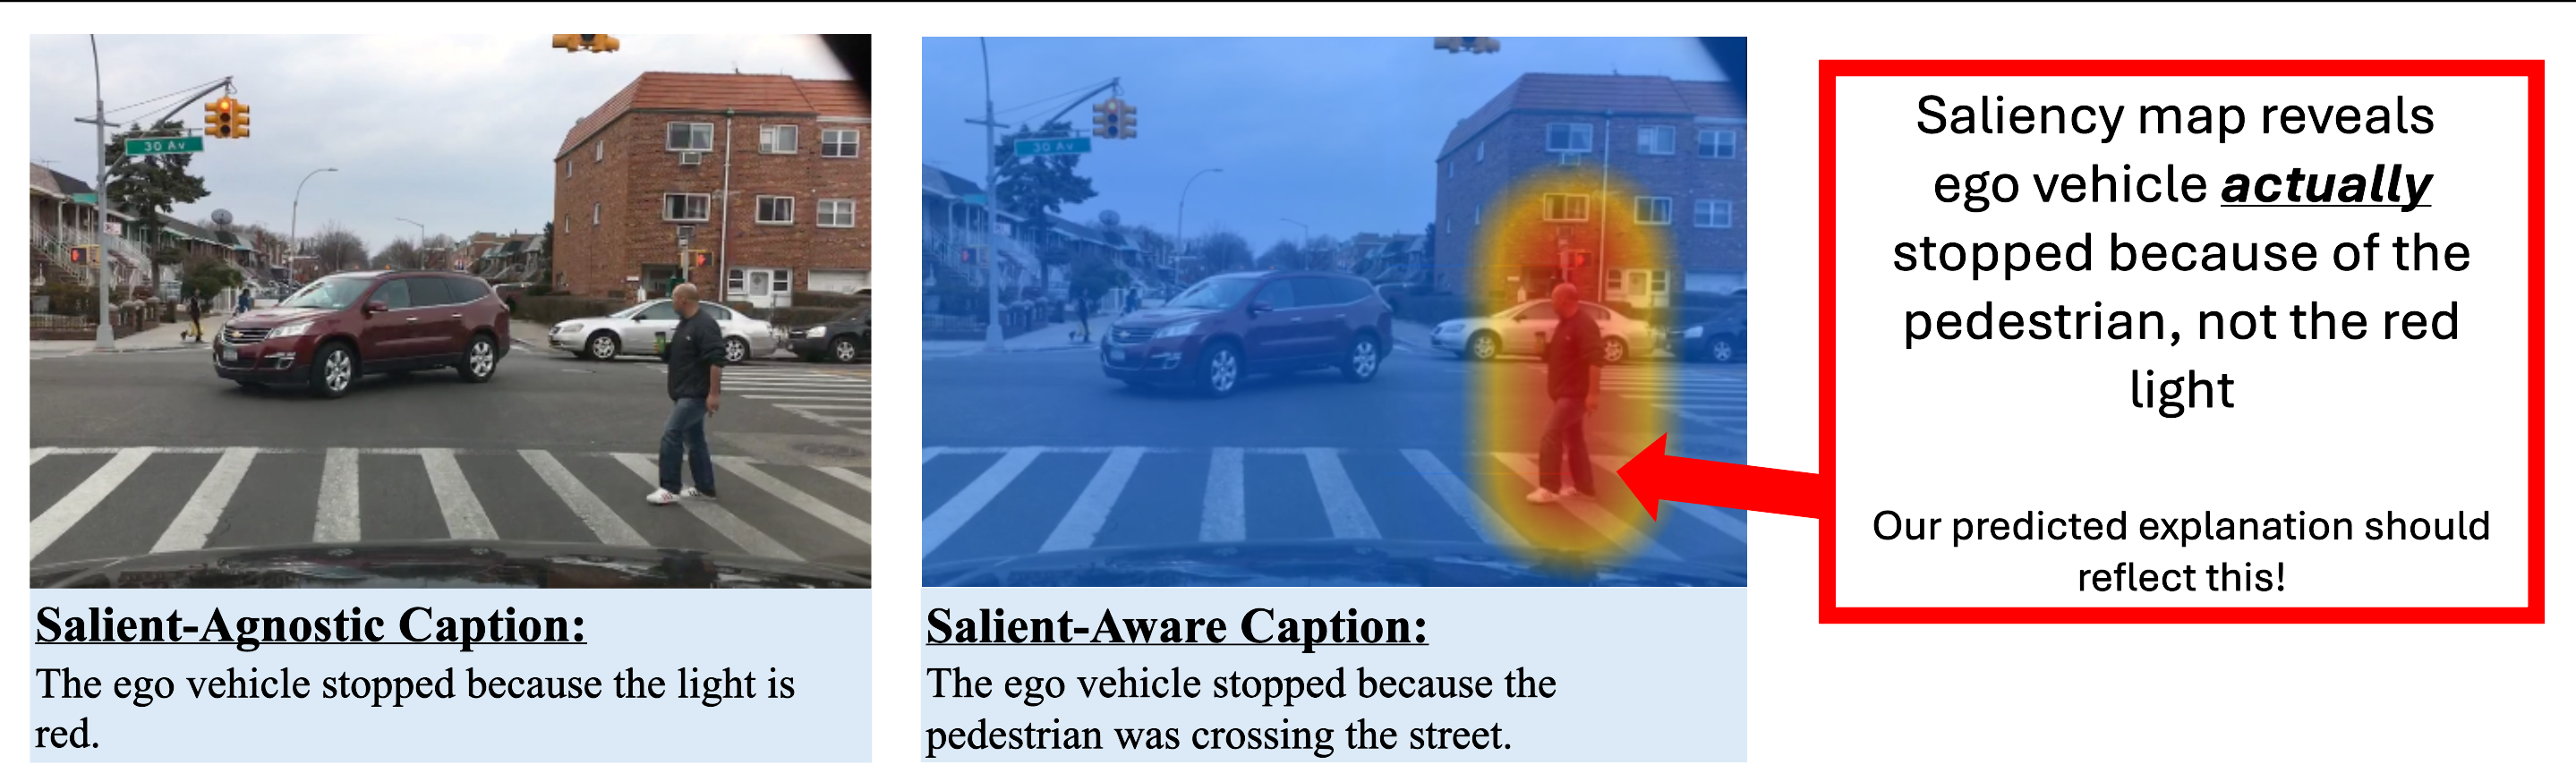 30 Av
Salient-Agnostic Caption:
The ego vehicle stopped because the light is
red.
30 Av
Salient-Aware Caption:
The ego vehicle stopped because the
pedestrian was crossing the street.
Saliency map reveals
ego vehicle actually
stopped because of the
pedestrian, not the red
light
Our predicted explanation should
reflect this!